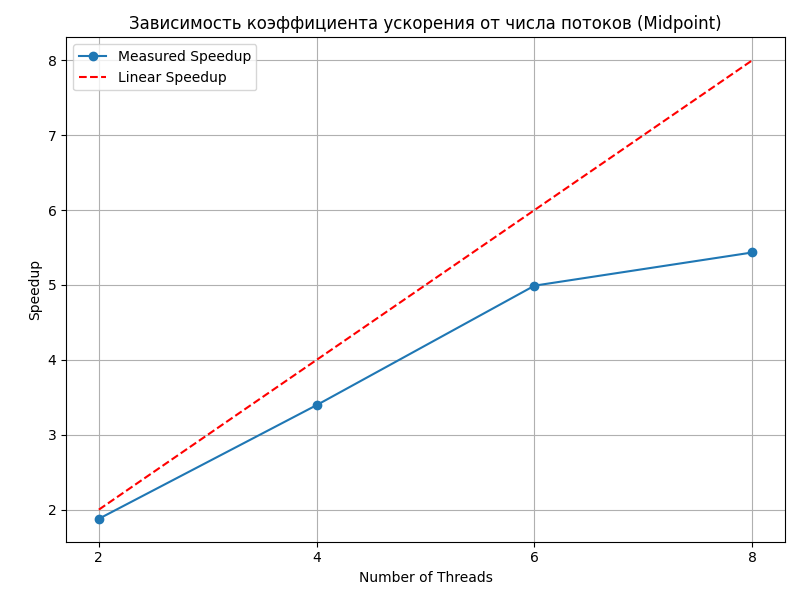 Зависимость коэффициента ускорения от числа потоков (Midpoint)
Measured Speedup
Linear Speedup
8
7
6
5
4
3
2
Speedup
2 4 6 8
Number of Threads